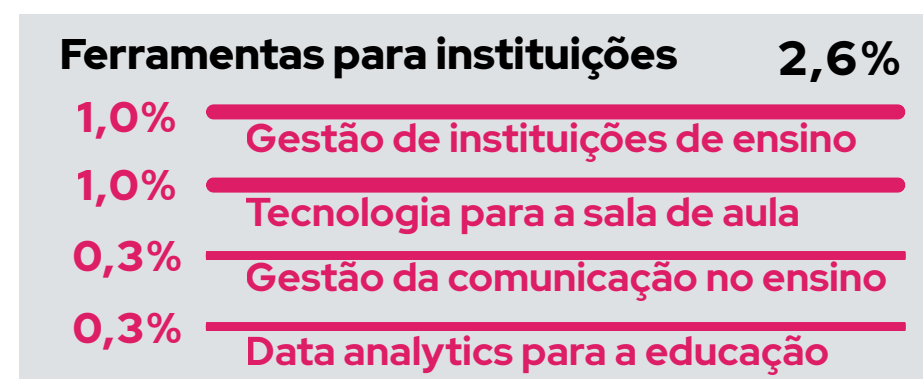 Ferramentas para instituições 2,6%
1,0%
Gestão de instituições de ensino
1,0%
Tecnologia para a sala de aula
0,3%
Gestão da comunicação no ensino
0,3%
Data analytics para a educação